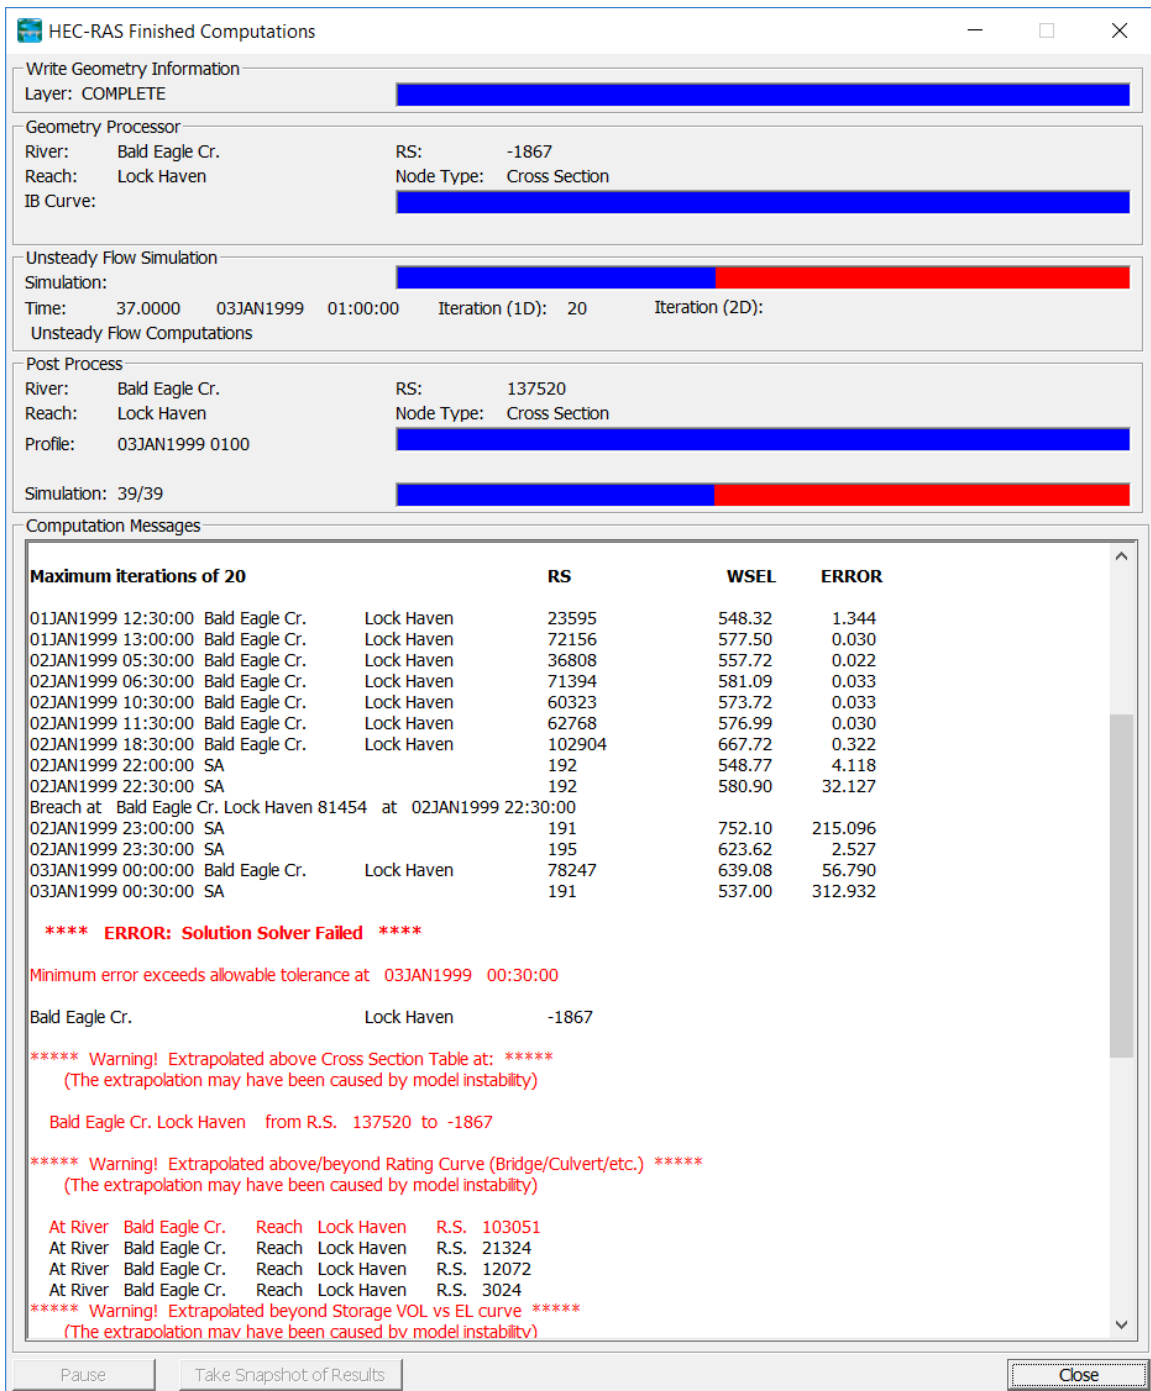 HEC-RAS Finished Computations
Write Geometry Information
Layer: COMPLETE
Geometry Processor
River: Bald Eagle Cr. RS: -1867
Reach: Lock Haven Node Type: Cross Section
IB Curve:
Unsteady Flow Simulation
Simulation:
Time: 37.0000 03JAN1999 01:00:00 Iteration (1D): 20 Iteration (2D):
Unsteady Flow Computations
Post Process
River: Bald Eagle Cr. RS: 137520
Reach: Lock Haven Node Type: Cross Section
Profile: 03JAN1999 0100
Simulation: 39/39
Computation Messages
Maximum iterations of 20 RS WSEL ERROR
01JAN1999 12:30:00 Bald Eagle Cr. Lock Haven 23595 548.32 1.344
01JAN1999 13:00:00 Bald Eagle Cr. Lock Haven 72156 577.50 0.030
02JAN1999 05:30:00 Bald Eagle Cr. Lock Haven 36808 557.72 0.022
02JAN1999 06:30:00 Bald Eagle Cr. Lock Haven 71394 581.09 0.033
02JAN1999 10:30:00 Bald Eagle Cr. Lock Haven 60323 573.72 0.033
02JAN1999 11:30:00 Bald Eagle Cr. Lock Haven 62768 576.99 0.030
02JAN1999 18:30:00 Bald Eagle Cr. Lock Haven 102904 667.72 0.322
02JAN1999 22:00:00 SA 192 548.77 4.118
02JAN1999 22:30:00 SA 192 580.90 32.127
Breach at Bald Eagle Cr. Lock Haven 81454 at 02JAN1999 22:30:00
02JAN1999 23:00:00 SA 191 752.10 215.096
02JAN1999 23:30:00 SA 195 623.62 2.527
03JAN1999 00:00:00 Bald Eagle Cr. Lock Haven 78247 639.08 56.790
03JAN1999 00:30:00 SA 191 537.00 312.932
**** ERROR: Solution Solver Failed ****
Minimum error exceeds allowable tolerance at 03JAN1999 00:30:00
Bald Eagle Cr. Lock Haven -1867
***** Warning! Extrapolated above Cross Section Table at: *****
(The extrapolation may have been caused by model instability)
Bald Eagle Cr. Lock Haven from R.S. 137520 to -1867
***** Warning! Extrapolated above/beyond Rating Curve (Bridge/Culvert/etc.) *****
(The extrapolation may have been caused by model instability)
At River Bald Eagle Cr. Reach Lock Haven R.S. 103051
At River Bald Eagle Cr. Reach Lock Haven R.S. 21324
At River Bald Eagle Cr. Reach Lock Haven R.S. 12072
At River Bald Eagle Cr. Reach Lock Haven R.S. 3024
***** Warning! Extrapolated beyond Storage VOL vs EL curve *****
(The extrapolation may have been caused by model instability)
Pause Take Snapshot of Results Close